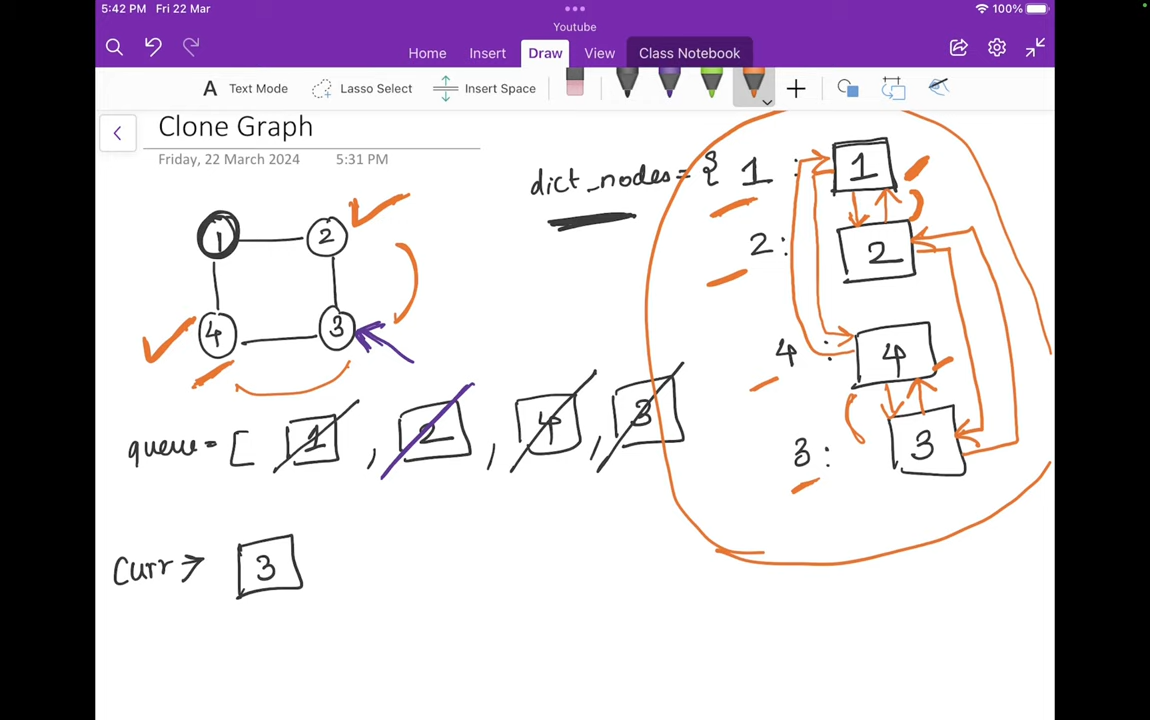 5:42 PM Fri 22 Mar
100%
Youtube
Home Insert Draw View Class Notebook
A Text Mode Lasso Select Insert Space
Clone Graph
Friday, 22 March 2024 5:31 PM
dict_nodes = { 1 : 1
2 : 2
4 : 4
3 : 3
1 2
4 3
queue = [ 1 , 2 , 4 , 3
Curr → 3